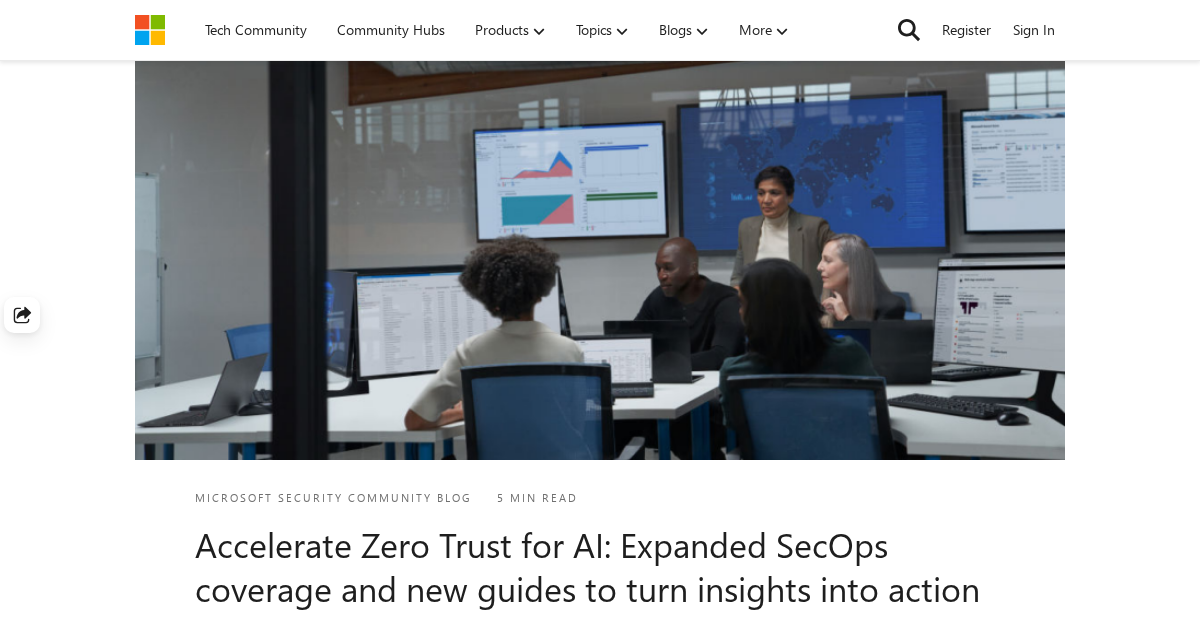 Tech Community
Community Hubs
Products
Topics
Blogs
More
Register
Sign In
MICROSOFT SECURITY COMMUNITY BLOG
5 MIN READ
Accelerate Zero Trust for AI: Expanded SecOps
coverage and new guides to turn insights into action